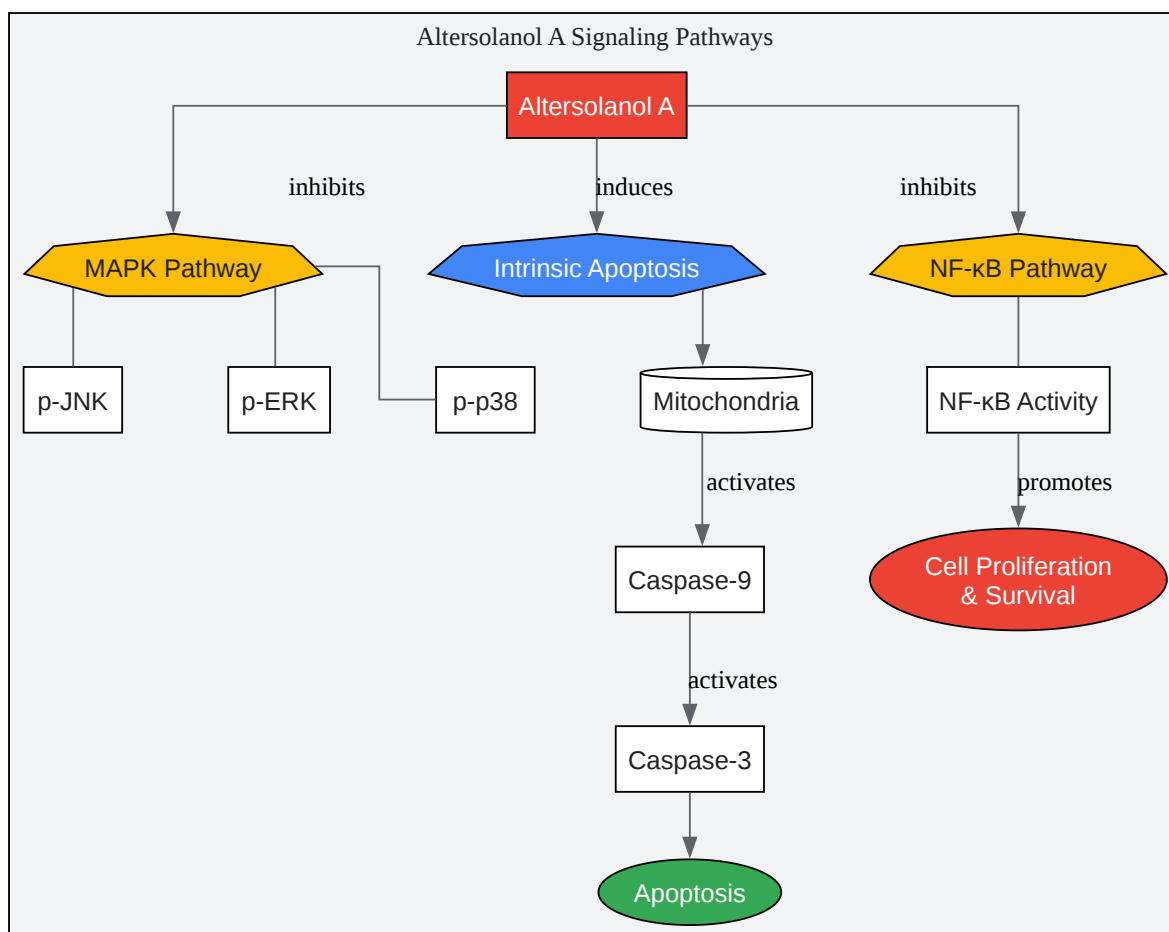 Altersolanol A Signaling Pathways
Altersolanol A
inhibits
induces
inhibits
MAPK Pathway
Intrinsic Apoptosis
NF-κB Pathway
p-JNK
p-ERK
p-p38
Mitochondria
NF-κB Activity
activates
promotes
Caspase-9
Cell Proliferation
& Survival
activates
Caspase-3
Apoptosis